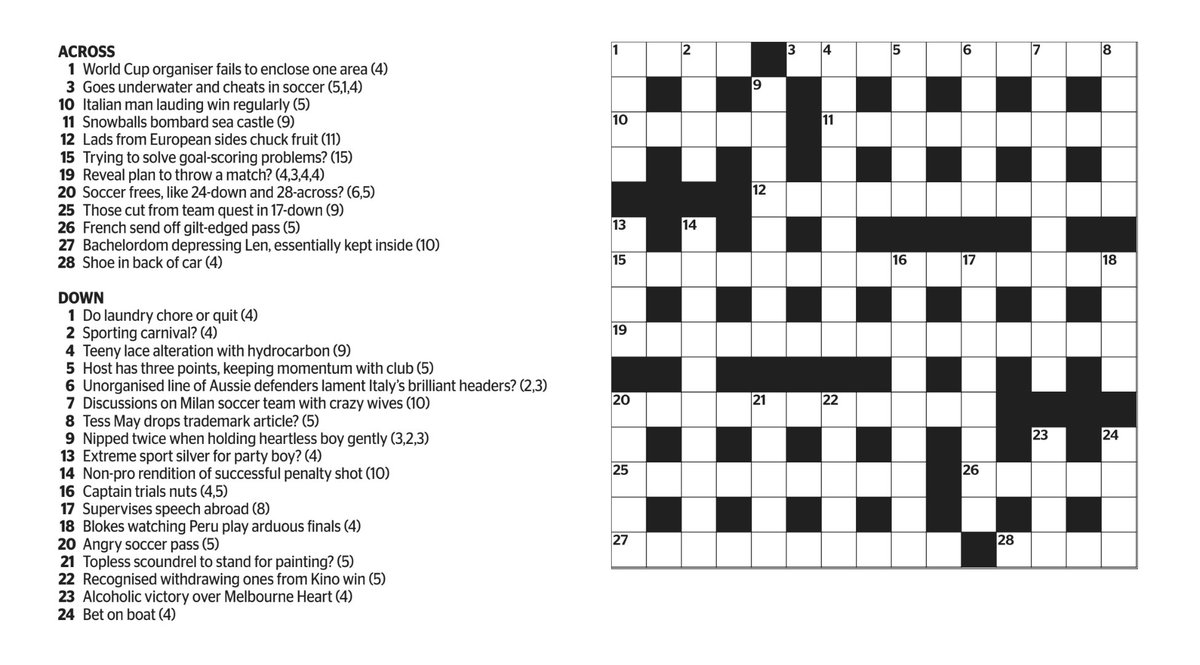 ACROSS
1 World Cup organiser fails to enclose one area (4)
3 Goes underwater and cheats in soccer (5,1,4)
10 Italian man lauding win regularly (5)
11 Snowballs bombard sea castle (9)
12 Lads from European sides chuck fruit (11)
15 Trying to solve goal-scoring problems? (15)
19 Reveal plan to throw a match? (4,3,4,4)
20 Soccer frees, like 24-down and 28-across? (6,5)
25 Those cut from team quest in 17-down (9)
26 French send off gilt-edged pass (5)
27 Bachelordom depressing Len, essentially kept inside (10)
28 Shoe in back of car (4)
DOWN
1 Do laundry chore or quit (4)
2 Sporting carnival? (4)
4 Teeny lace alteration with hydrocarbon (9)
5 Host has three points, keeping momentum with club (5)
6 Unorganised line of Aussie defenders lament Italy's brilliant headers? (2,3)
7 Discussions on Milan soccer team with crazy wives (10)
8 Tess May drops trademark article? (5)
9 Nipped twice when holding heartless boy gently (3,2,3)
13 Extreme sport silver for party boy? (4)
14 Non-pro rendition of successful penalty shot (10)
16 Captain trials nuts (4,5)
17 Supervises speech abroad (8)
18 Blokes watching Peru play arduous finals (4)
20 Angry soccer pass (5)
21 Topless scoundrel to stand for painting? (5)
22 Recognised withdrawing ones from Kino win (5)
23 Alcoholic victory over Melbourne Heart (4)
24 Bet on boat (4)
1 2 3 4 5 6 7 8
9
10 11
12
13 14
15 16 17 18
19
20 21 22
23 24
25 26
27 28